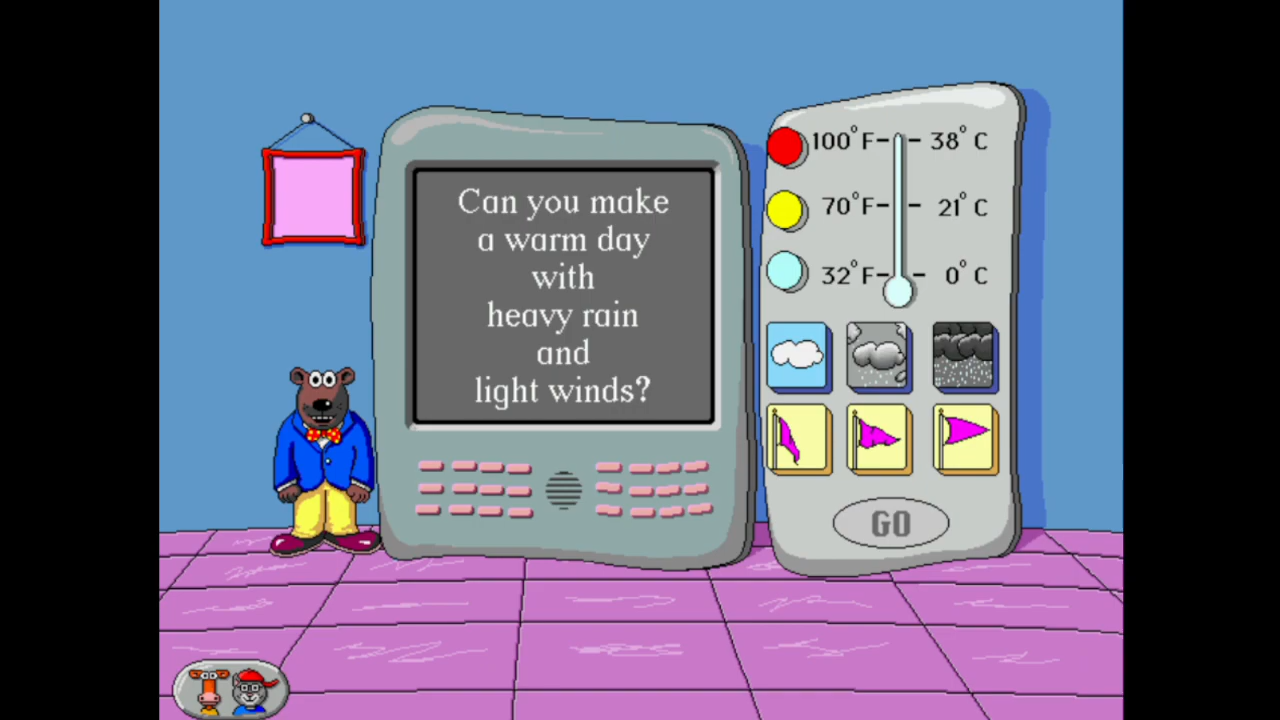 Can you make
a warm day
with
heavy rain
and
light winds?
100°F 38°C
70°F 21°C
32°F 0°C
GO